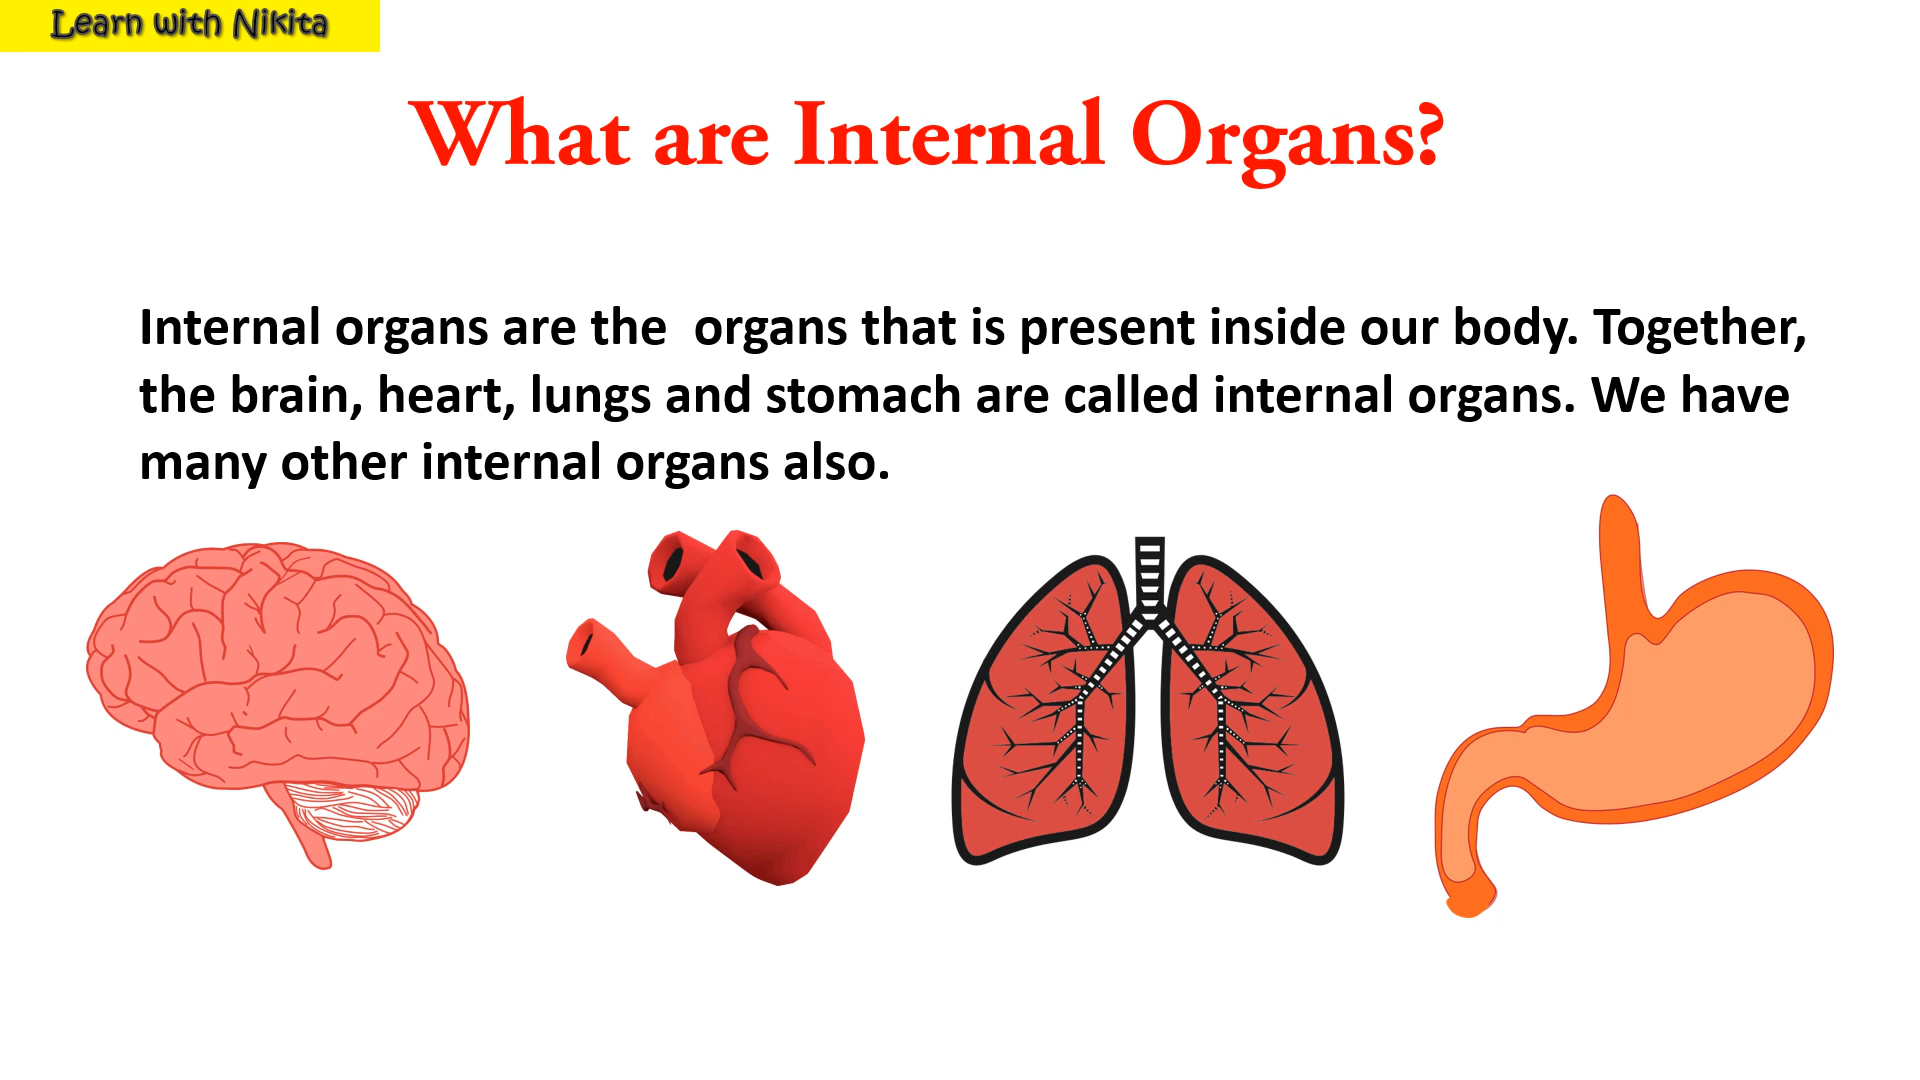 Learn with Nikita
What are Internal Organs?
Internal organs are the  organs that is present inside our body. Together,
the brain, heart, lungs and stomach are called internal organs. We have
many other internal organs also.